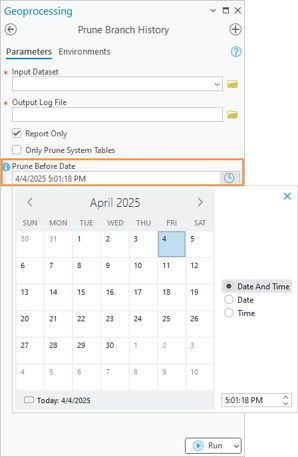 Geoprocessing
Prune Branch History
Parameters Environments
* Input Dataset
* Output Log File
Report Only
Only Prune System Tables
Prune Before Date
4/4/2025 5:01:18 PM
April 2025
SUN MON TUE WED THU FRI SAT
30 31 1 2 3 4 5
6 7 8 9 10 11 12
13 14 15 16 17 18 19
20 21 22 23 24 25 26
27 28 29 30 1 2 3
4 5 6 7 8 9 10
Today: 4/4/2025
Date And Time
Date
Time
5:01:18 PM
Run